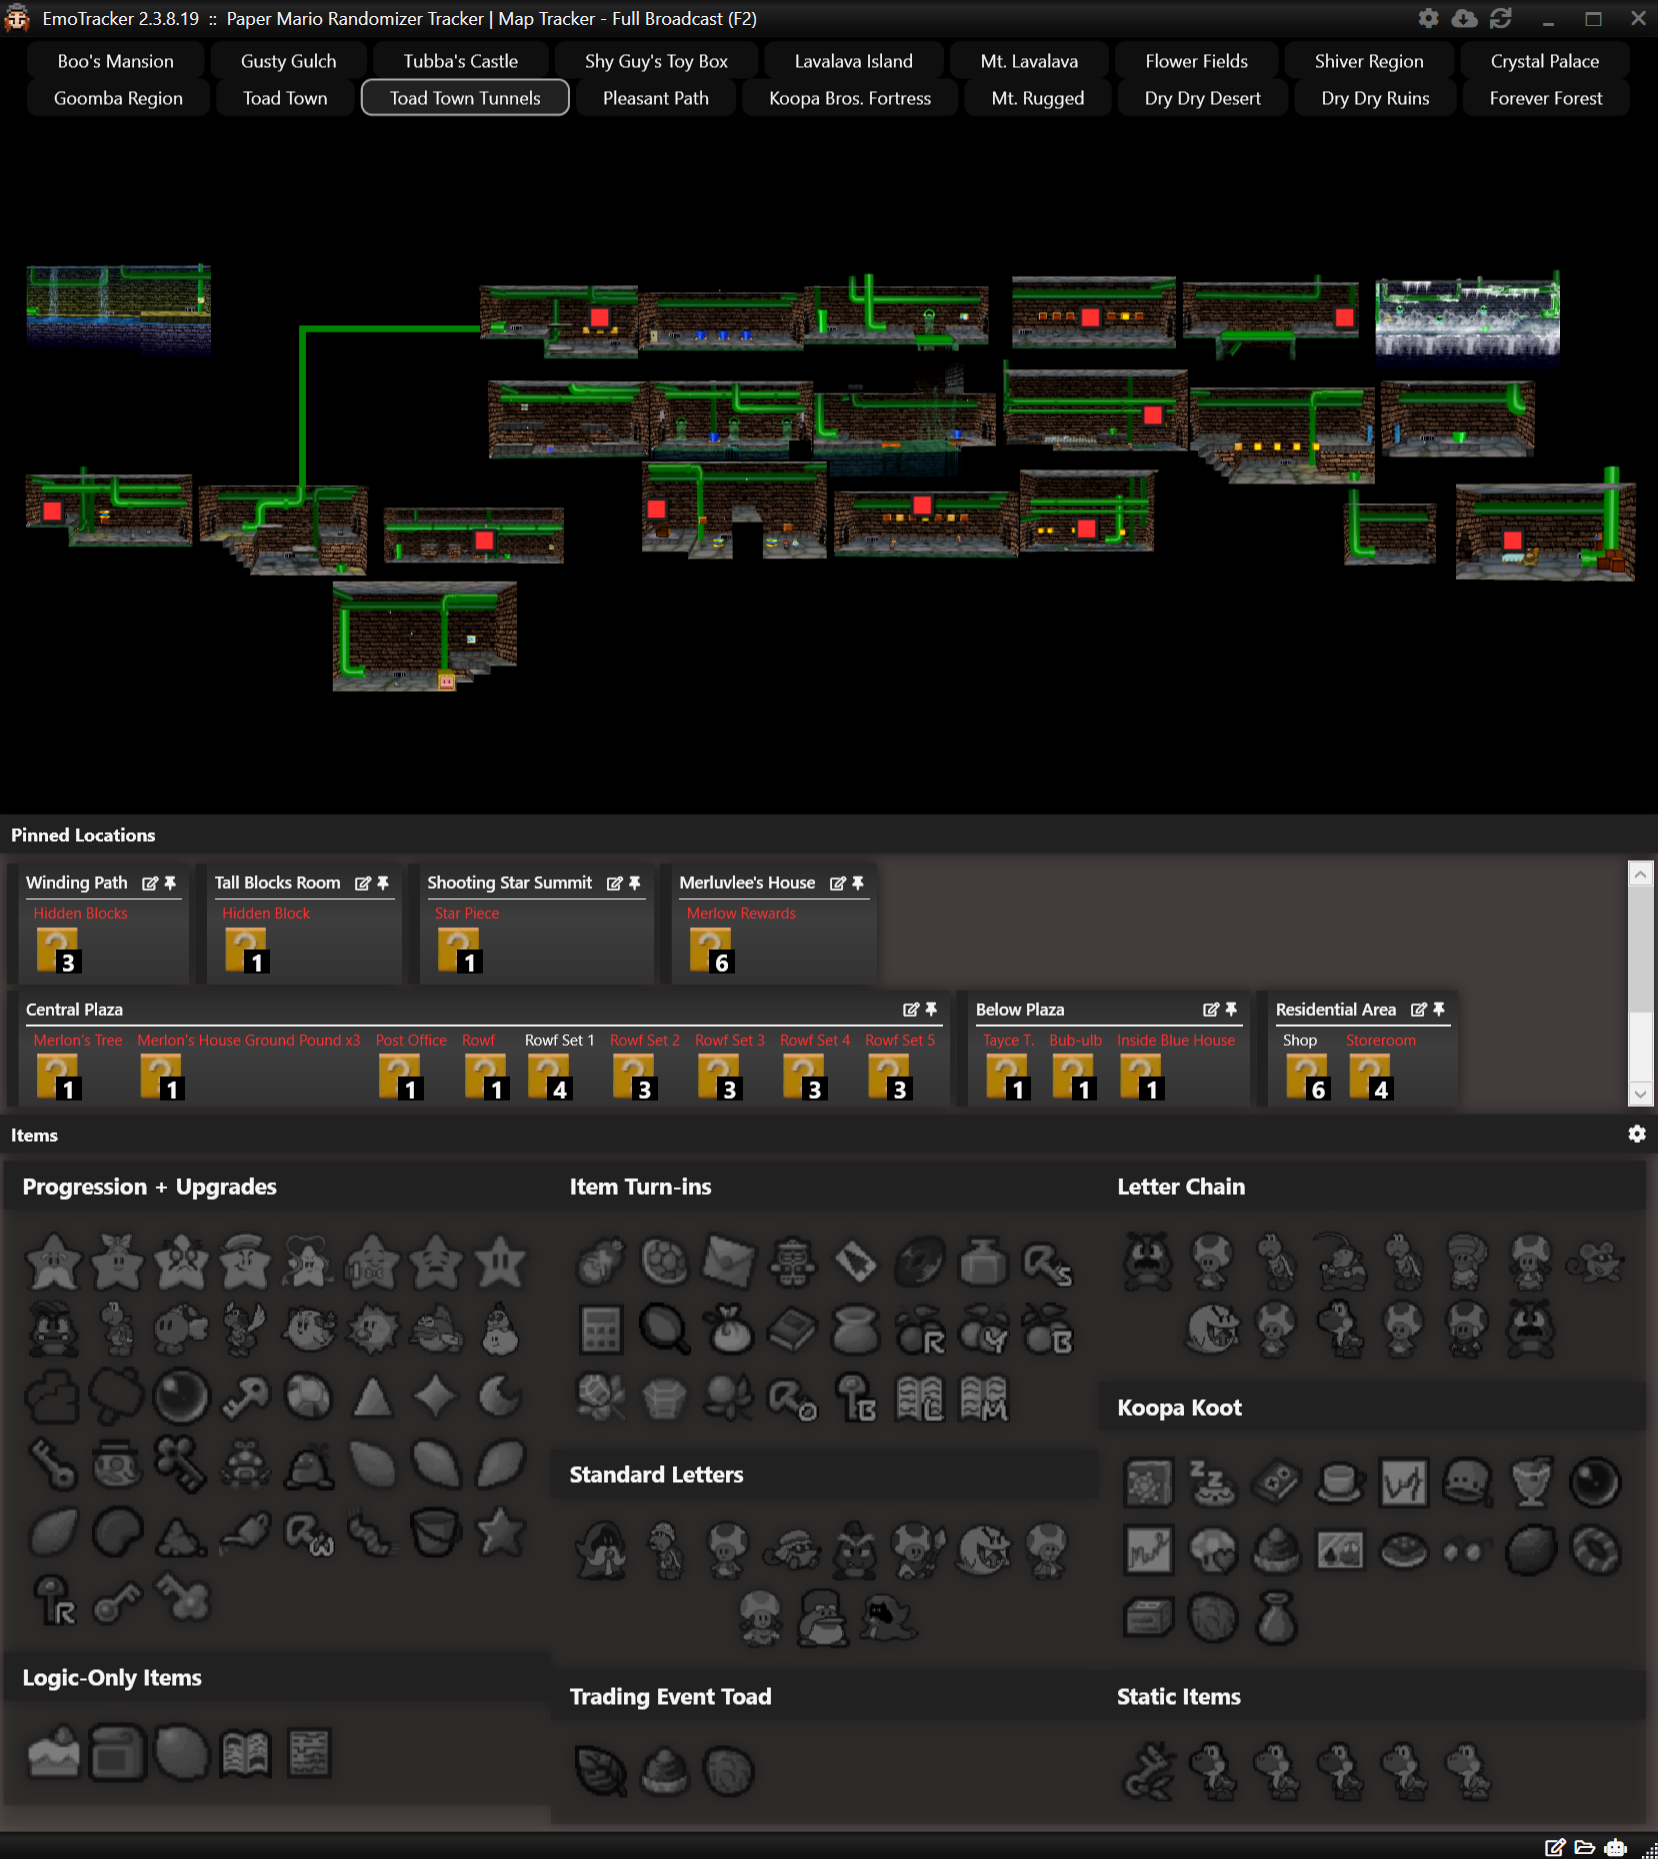 EmoTracker 2.3.8.19 :: Paper Mario Randomizer Tracker | Map Tracker - Full Broadcast (F2)
Boo's Mansion Gusty Gulch Tubba's Castle Shy Guy's Toy Box Lavalava Island Mt. Lavalava Flower Fields Shiver Region Crystal Palace
Goomba Region Toad Town Toad Town Tunnels Pleasant Path Koopa Bros. Fortress Mt. Rugged Dry Dry Desert Dry Dry Ruins Forever Forest
Pinned Locations
Winding Path Tall Blocks Room Shooting Star Summit Merluvlee's House
Hidden Blocks Hidden Block Star Piece Merlow Rewards
3 1 1 6
Central Plaza Below Plaza Residential Area
Merlon's Tree Merlon's House Ground Pound x3 Post Office Rowf Rowf Set 1 Rowf Set 2 Rowf Set 3 Rowf Set 4 Rowf Set 5 Tayce T. Bub-ulb Inside Blue House Shop Storeroom
1 1 1 1 4 3 3 3 3 1 1 1 6 4
Items
Progression + Upgrades Item Turn-ins Letter Chain
S
R Y B
O B C M
Koopa Koot
Standard Letters
W
R
Logic-Only Items
Trading Event Toad Static Items